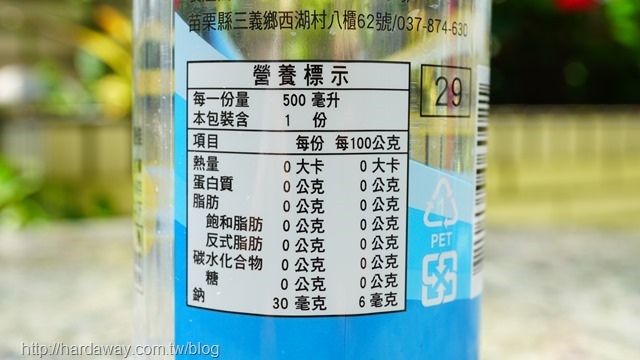 苗栗縣三義鄉西湖村八櫃62號/037-874-630
營養標示
29
每一份量 500 毫升
本包裝含 1 份
項目 每份 每100公克
熱量 0 大卡 0 大卡
蛋白質 0 公克 0 公克
脂肪 0 公克 0 公克
飽和脂肪 0 公克 0 公克
反式脂肪 0 公克 0 公克
碳水化合物 0 公克 0 公克
糖 0 公克 0 公克
鈉 30 毫克 6 毫克
1
PET
http://hardaway.com.tw/blog